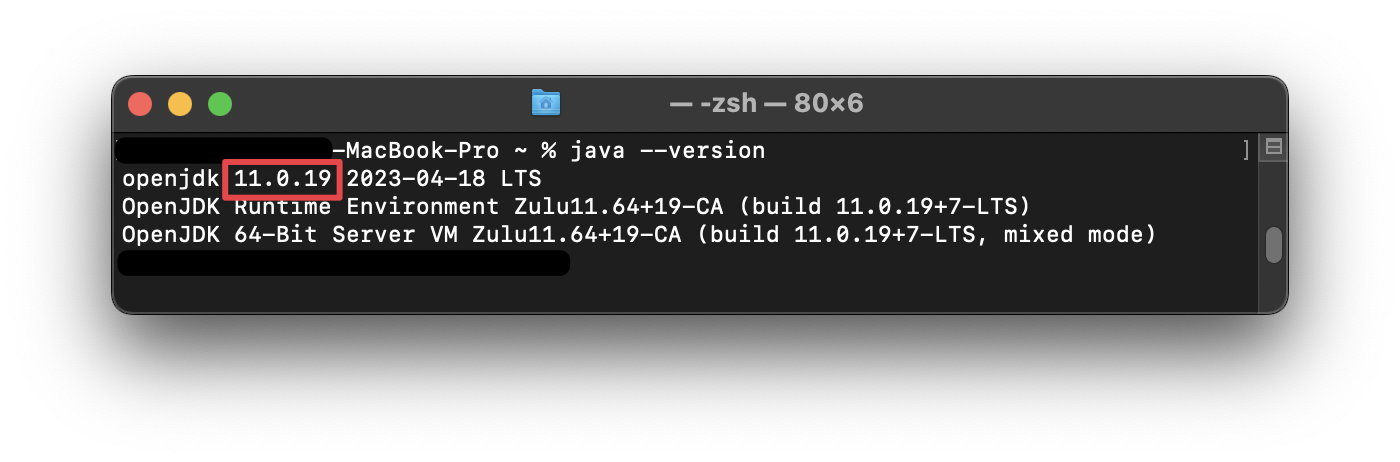 — -zsh — 80×6
-MacBook-Pro ~ % java --version
openjdk 11.0.19 2023-04-18 LTS
OpenJDK Runtime Environment Zulu11.64+19-CA (build 11.0.19+7-LTS)
OpenJDK 64-Bit Server VM Zulu11.64+19-CA (build 11.0.19+7-LTS, mixed mode)